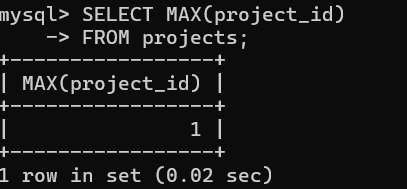 mysql> SELECT MAX(project_id)
    -> FROM projects;
+-----------------+
| MAX(project_id) |
+-----------------+
|               1 |
+-----------------+
1 row in set (0.02 sec)